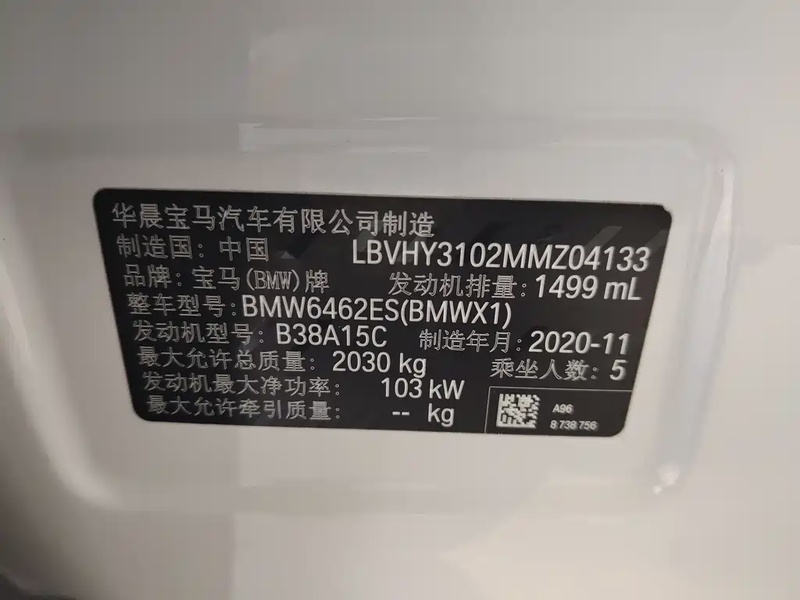 华晨宝马汽车有限公司制造
制造国: 中国 LBVHY3102MMZ04133
品牌: 宝马(BMW)牌 发动机排量: 1499 mL
整车型号: BMW6462ES(BMWX1)
发动机型号: B38A15C 制造年月: 2020-11
最大允许总质量: 2030 kg 乘坐人数: 5
发动机最大净功率: 103 kW
最大允许牵引质量: -- kg
A96
8 738 756